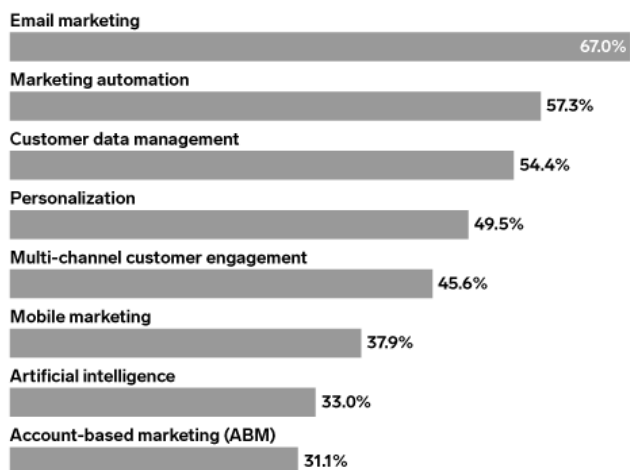 Email marketing
67.0%
Marketing automation
57.3%
Customer data management
54.4%
Personalization
49.5%
Multi-channel customer engagement
45.6%
Mobile marketing
37.9%
Artificial intelligence
33.0%
Account-based marketing (ABM)
31.1%